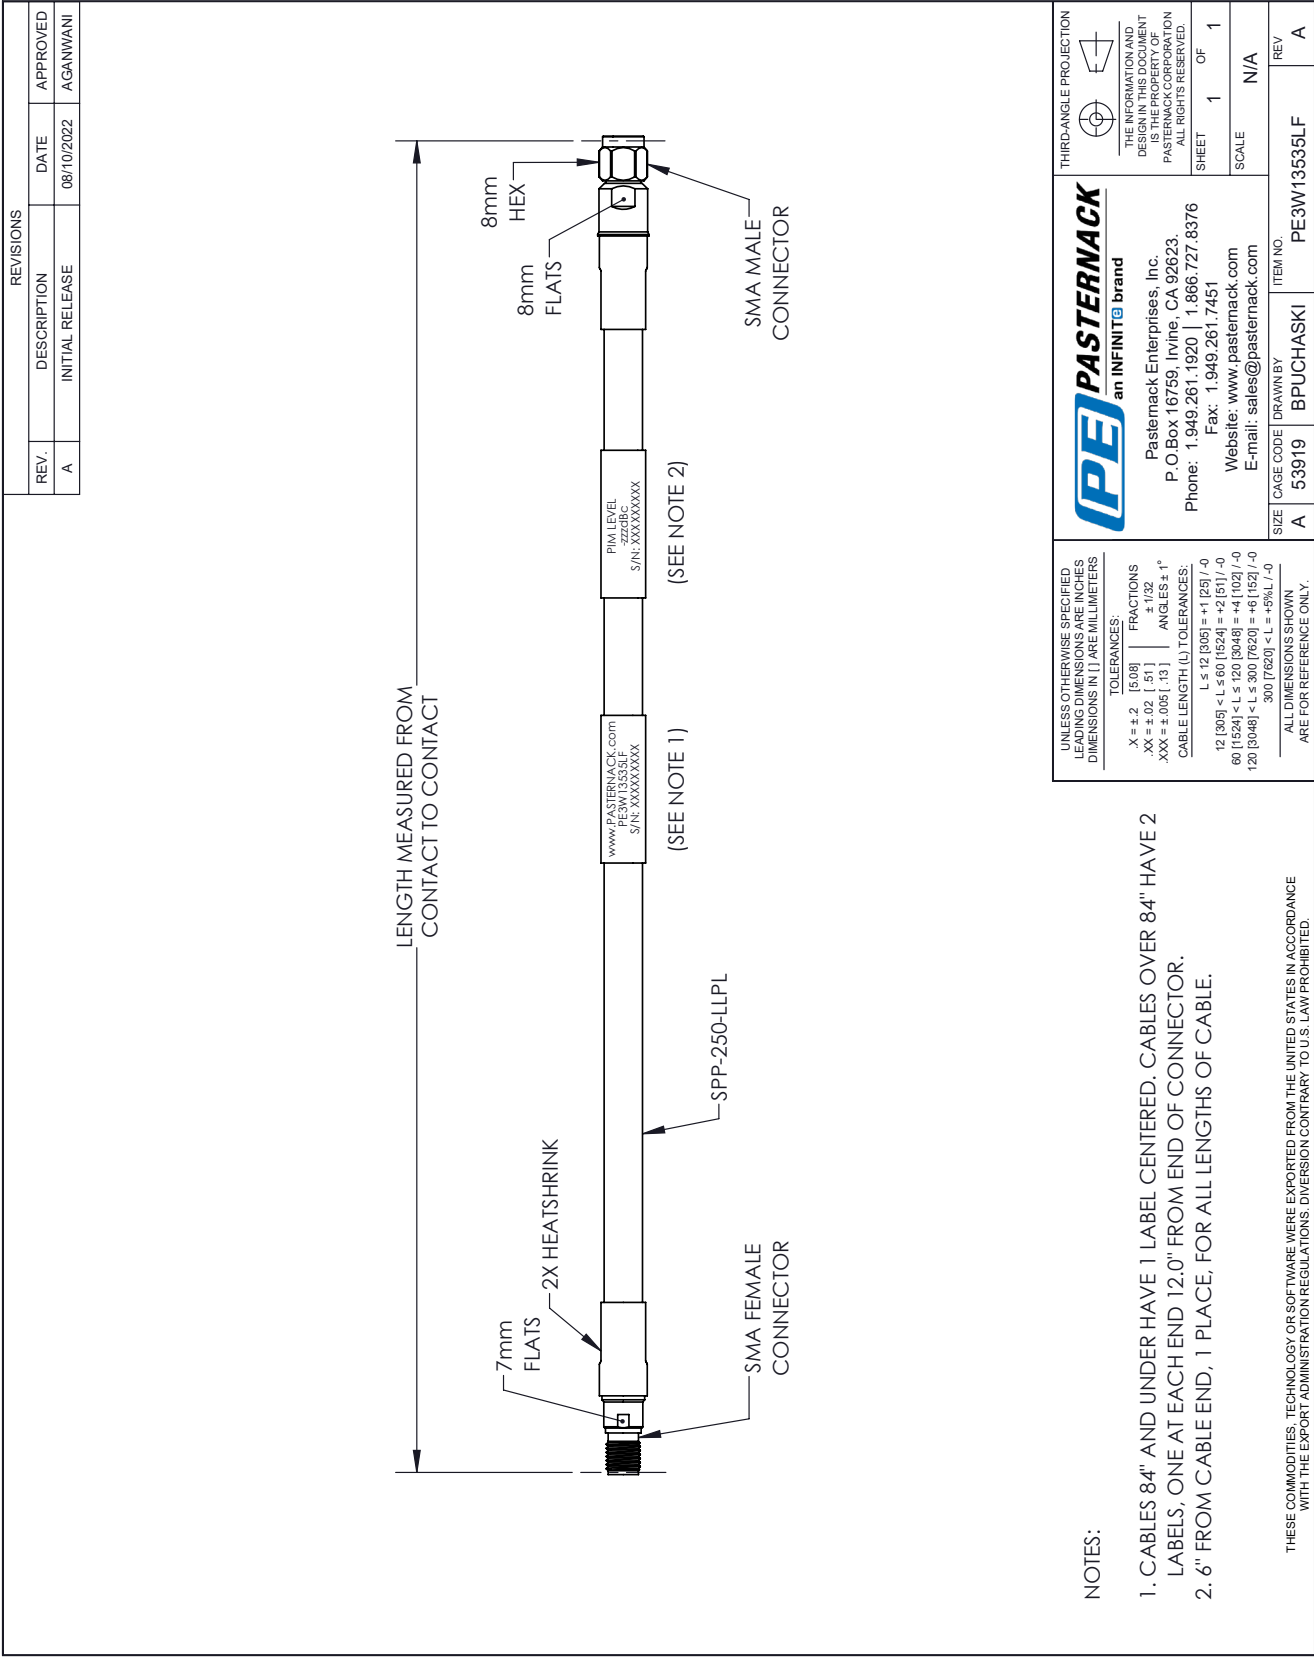 REVISIONS
REV. DESCRIPTION DATE APPROVED
A INITIAL RELEASE 08/10/2022 AGANWANI
LENGTH MEASURED FROM
CONTACT TO CONTACT
7mm
FLATS
2X HEATSHRINK
8mm
FLATS
8mm
HEX
www.PASTERNACK.com
PE3W13535LF
S/N: XXXXXXXXX
PIM LEVEL
-zzzdBc
S/N: XXXXXXXXXX
(SEE NOTE 1)
(SEE NOTE 2)
SMA FEMALE
CONNECTOR
SPP-250-LLPL
SMA MALE
CONNECTOR
NOTES:
1. CABLES 84" AND UNDER HAVE 1 LABEL CENTERED. CABLES OVER 84" HAVE 2
LABELS, ONE AT EACH END 12.0" FROM END OF CONNECTOR.
2. 6" FROM CABLE END, 1 PLACE, FOR ALL LENGTHS OF CABLE.
THESE COMMODITIES, TECHNOLOGY OR SOFTWARE WERE EXPORTED FROM THE UNITED STATES IN ACCORDANCE
WITH THE EXPORT ADMINISTRATION REGULATIONS. DIVERSION CONTRARY TO U.S. LAW PROHIBITED.
UNLESS OTHERWISE SPECIFIED
LEADING DIMENSIONS ARE INCHES
DIMENSIONS IN [ ] ARE MILLIMETERS
TOLERANCES:
.X = ±.2 [5.08] FRACTIONS
.XX = ±.02 [.51] ± 1/32
.XXX = ±.005 [.13] ANGLES ± 1°
CABLE LENGTH (L) TOLERANCES:
L ≤ 12 [305] = +1 [25] / -0
12 [305] < L ≤ 60 [1524] = +2 [51] / -0
60 [1524] < L ≤ 120 [3048] = +4 [102] / -0
120 [3048] < L ≤ 300 [7620] = +6 [152] / -0
300 [7620] < L = +5%L / -0
ALL DIMENSIONS SHOWN
ARE FOR REFERENCE ONLY.
PE PASTERNACK
an INFINITe brand
Pasternack Enterprises, Inc.
P.O.Box 16759, Irvine, CA 92623.
Phone: 1.949.261.1920 | 1.866.727.8376
Fax: 1.949.261.7451
Website: www.pasternack.com
E-mail: sales@pasternack.com
THIRD-ANGLE PROJECTION
THE INFORMATION AND
DESIGN IN THIS DOCUMENT
IS THE PROPERTY OF
PASTERNACK CORPORATION
ALL RIGHTS RESERVED.
SHEET 1 OF 1
SCALE N/A
SIZE CAGE CODE DRAWN BY ITEM NO. REV
A 53919 BPUCHASKI PE3W13535LF A